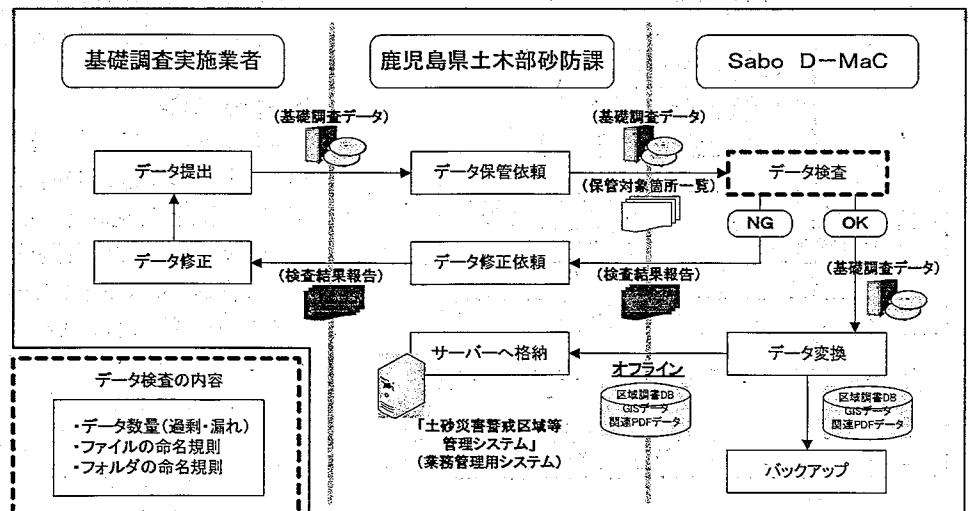 基礎調査実施業者
鹿児島県土木部砂防課
Sabo D－MaC
(基礎調査データ)
(基礎調査データ)
データ提出
データ保管依頼
(保管対象箇所一覧)
データ検査
NG
OK
データ修正
(検査結果報告)
データ修正依頼
(検査結果報告)
(基礎調査データ)
サーバーへ格納
オフライン
データ変換
区域調書DB
GISデータ
関連PDFデータ
区域調書DB
GISデータ
関連PDFデータ
「土砂災害警戒区域等
管理システム」
(業務管理用システム)
バックアップ
データ検査の内容
・データ数量(過剰・漏れ)
・ファイルの命名規則
・フォルダの命名規則